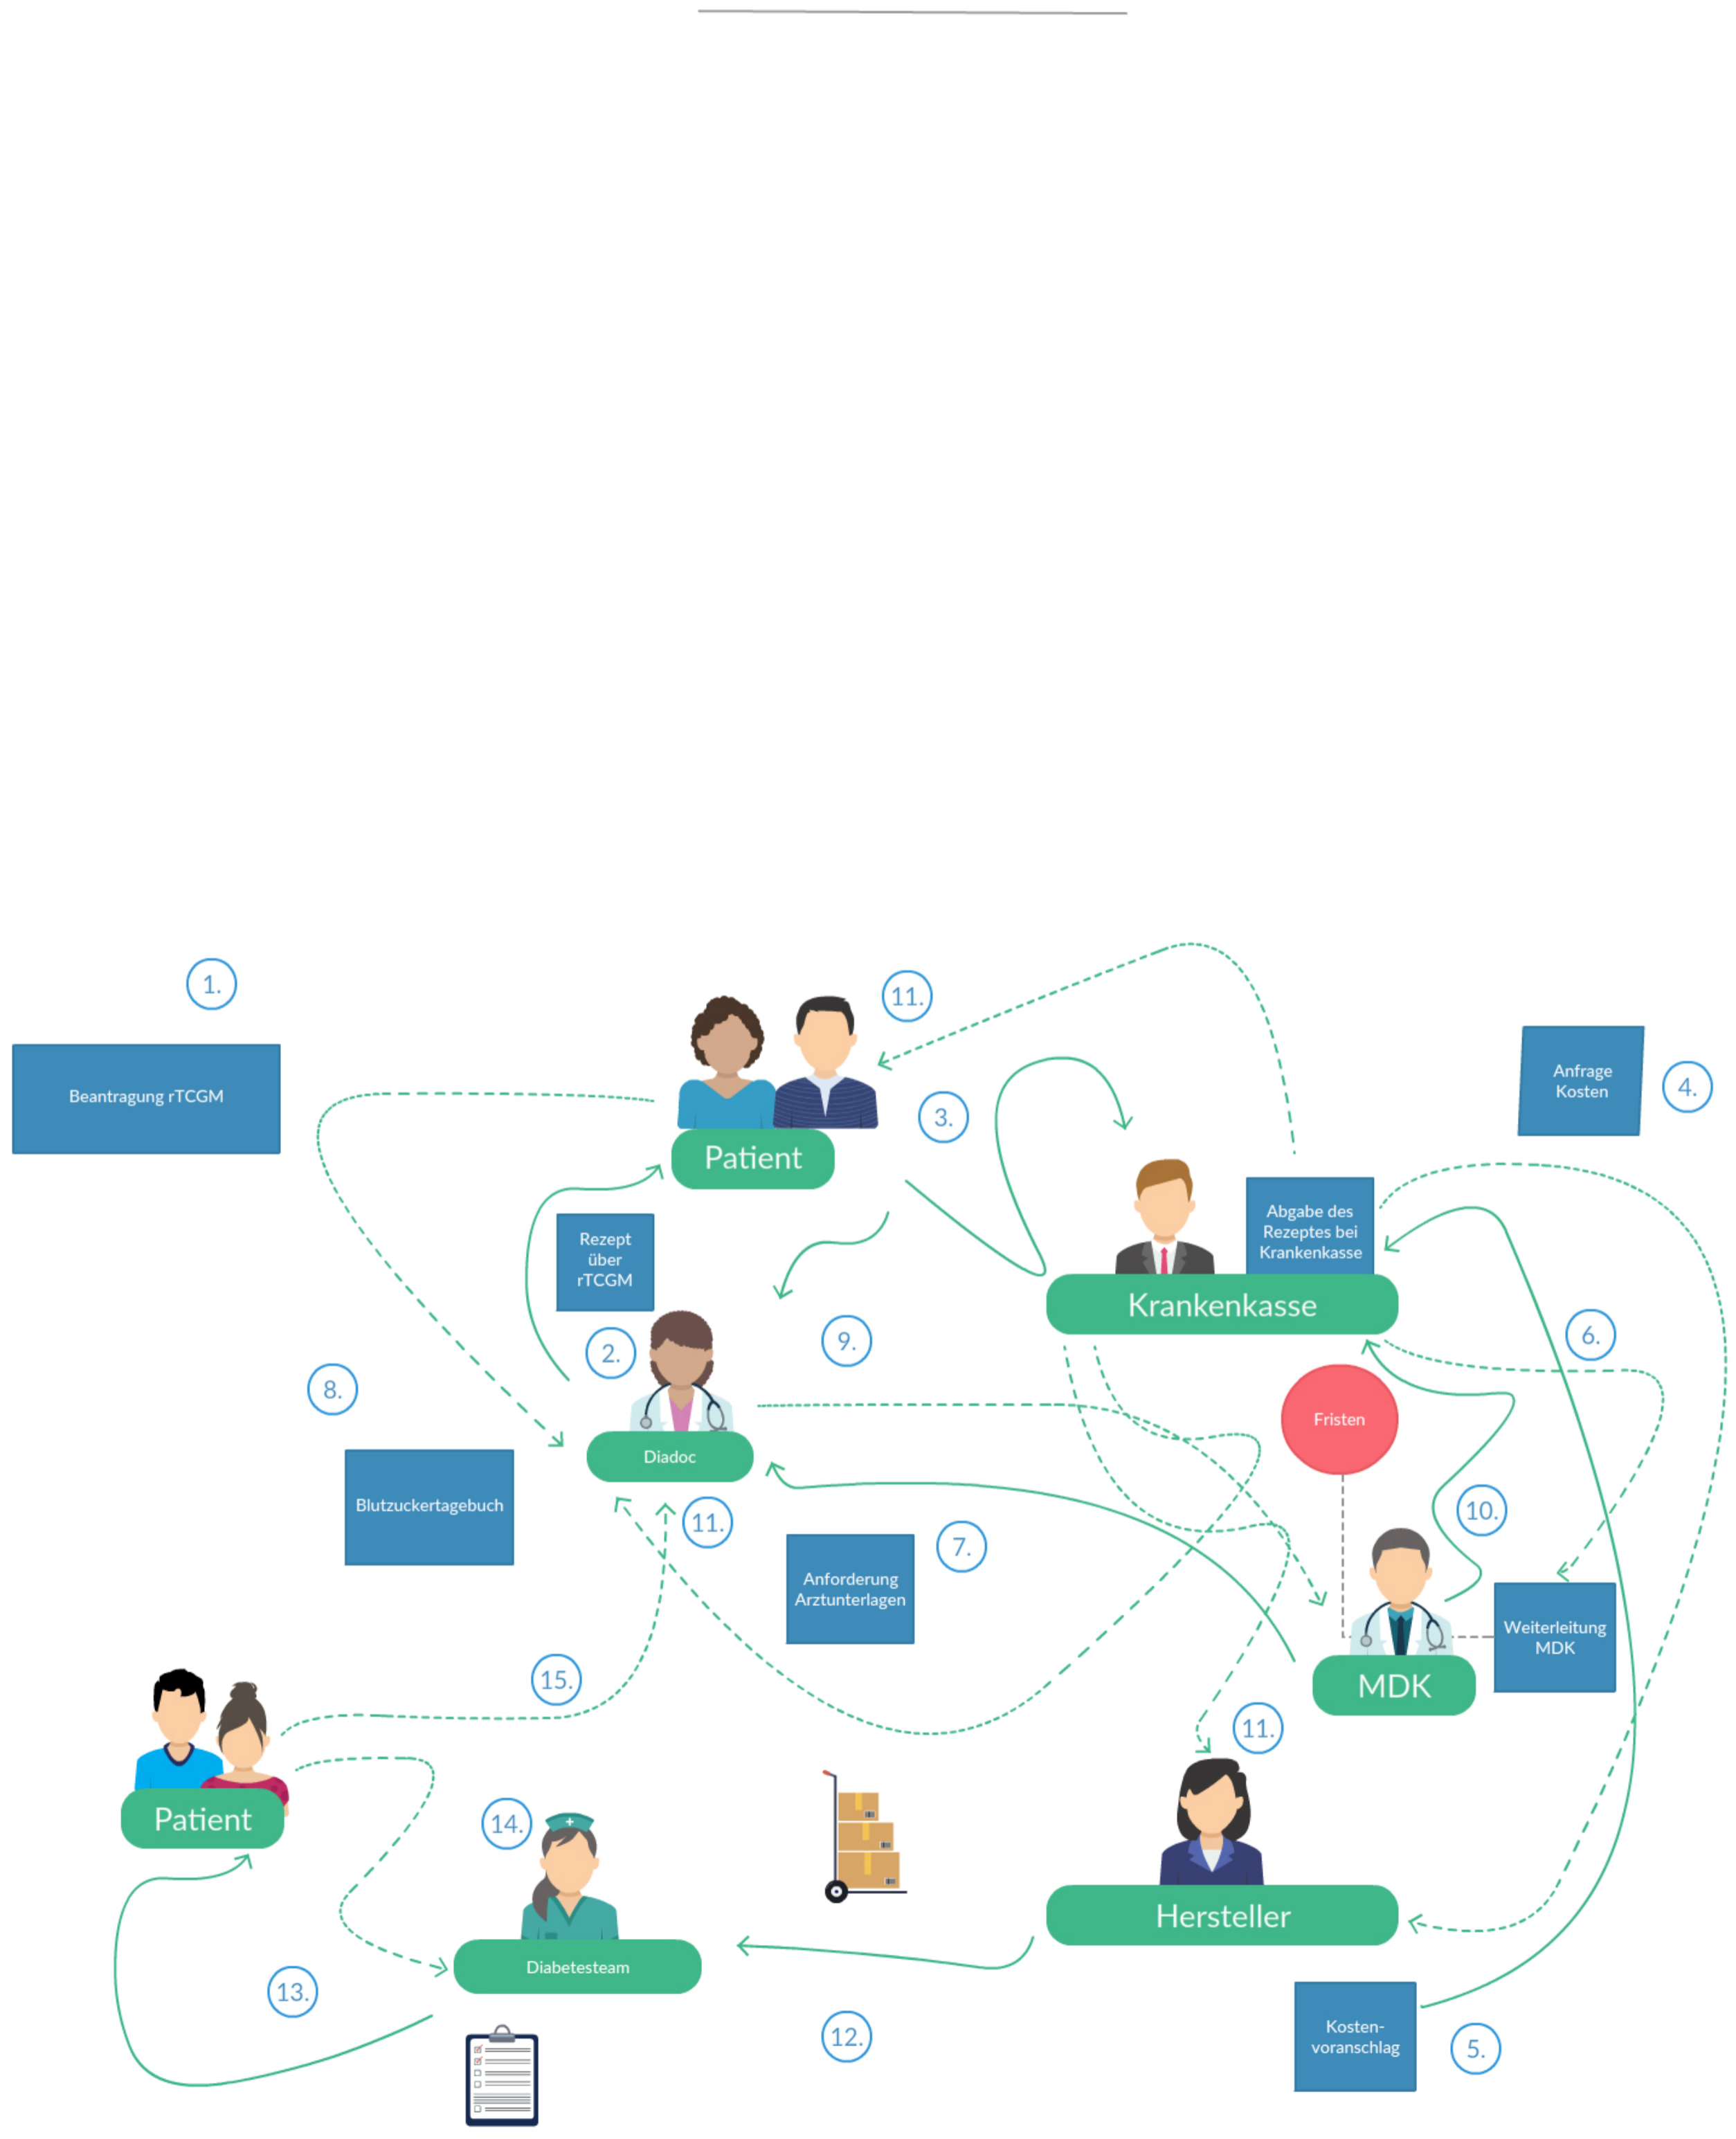 1.
11.
Beantragung rTCGM
Anfrage
Kosten
4.
3.
Patient
Abgabe des
Rezeptes bei
Krankenkasse
Rezept
über
rTCGM
Krankenkasse
2.
9.
6.
8.
Fristen
Diadoc
Blutzuckertagebuch
11.
7.
10.
Anforderung
Arztunterlagen
Weiterleitung
MDK
15.
MDK
11.
Patient
14.
Hersteller
Diabetesteam
13.
12.
Kosten-
voranschlag
5.